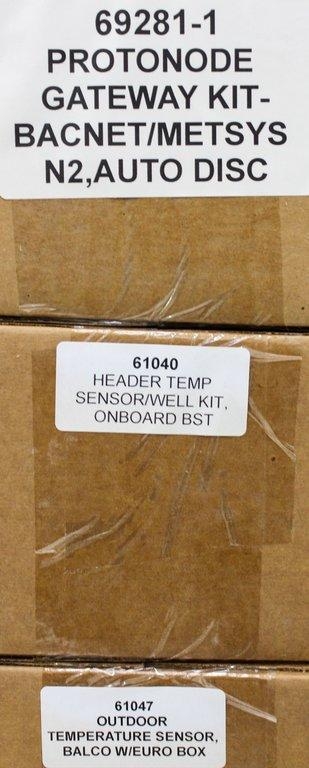 69281-1
PROTONODE
GATEWAY KIT-
BACNET/METSYS
N2,AUTO DISC
61040
HEADER TEMP
SENSOR/WELL KIT,
ONBOARD BST
61047
OUTDOOR
TEMPERATURE SENSOR,
BALCO W/EURO BOX